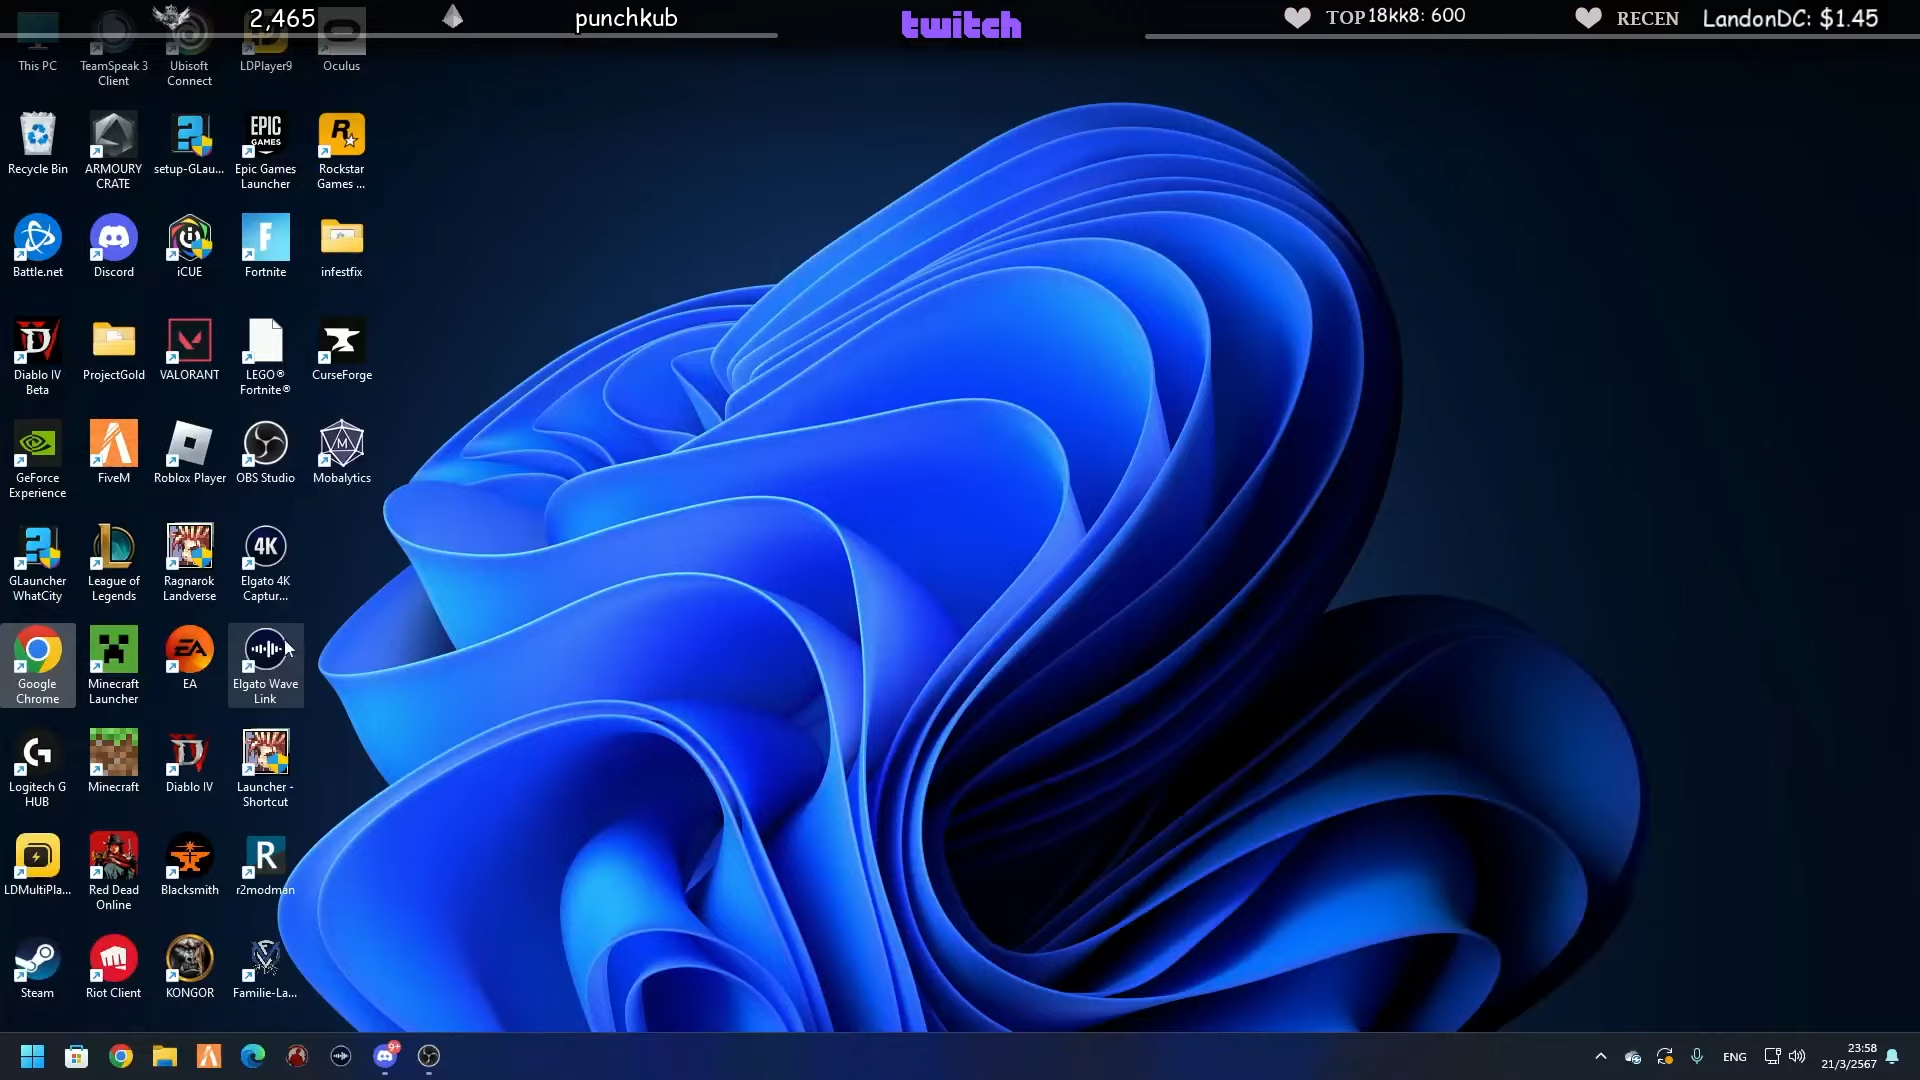 2,465
punchkub
twitch
TOP 18kk8: 600
RECEN LandonDC: $1.45
This PC
TeamSpeak 3
Client
Ubisoft
Connect
LDPlayer9
Oculus
Recycle Bin
ARMOURY
CRATE
setup-GLau...
EPIC
GAMES
Epic Games
Launcher
Rockstar
Games ...
Battle.net
Discord
iCUE
Fortnite
infestfix
Diablo IV
Beta
ProjectGold
VALORANT
LEGO®
Fortnite®
CurseForge
GeForce
Experience
FiveM
Roblox Player
OBS Studio
Mobalytics
GLauncher
WhatCity
League of
Legends
Ragnarok
Landverse
4K
Elgato 4K
Captur...
Google
Chrome
Minecraft
Launcher
EA
EA
Elgato Wave
Link
Logitech G
HUB
Minecraft
Diablo IV
Launcher -
Shortcut
LDMultiPla...
Red Dead
Online
Blacksmith
r2modman
Steam
Riot Client
KONGOR
Familie-La...
9+
ENG
23:58
21/3/2567